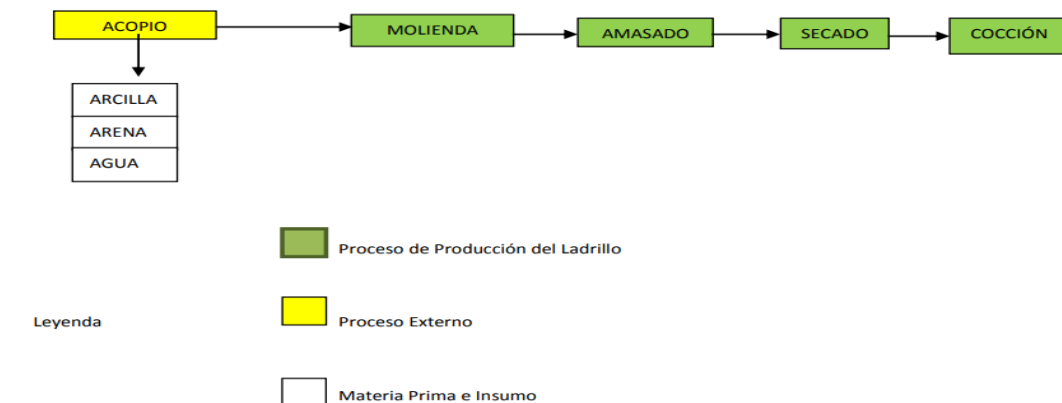 ACOPIO
MOLIENDA
AMASADO
SECADO
COCCIÓN
ARCILLA
ARENA
AGUA
Proceso de Producción del Ladrillo
Leyenda
Proceso Externo
Materia Prima e Insumo